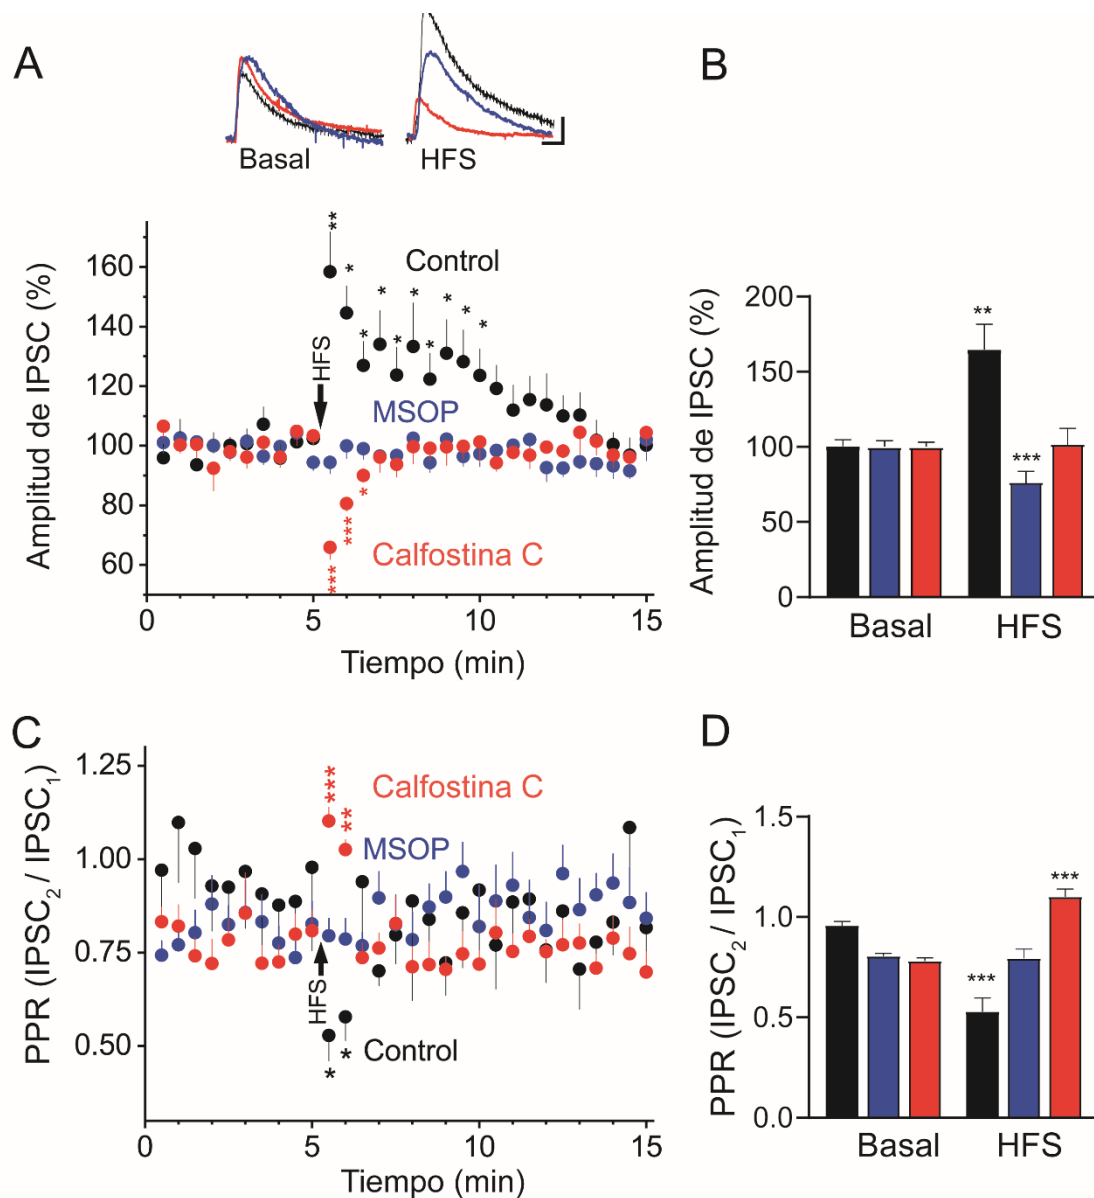 A
Basal
HFS
Amplitud de IPSC (%)
160
140
120
100
80
60
**
*
*
*
*
*
*
*
*
*
Control
HFS
MSOP
***
***
*
Calfostina C
0
5
10
15
Tiempo (min)
B
Amplitud de IPSC (%)
200
150
100
50
0
**
***
Basal
HFS
C
PPR (IPSC₂ / IPSC₁)
1.25
1.00
0.75
0.50
***
**
Calfostina C
MSOP
HFS
*
*
Control
0
5
10
15
Tiempo (min)
D
PPR (IPSC₂ / IPSC₁)
1.5
1.0
0.5
0.0
***
***
Basal
HFS